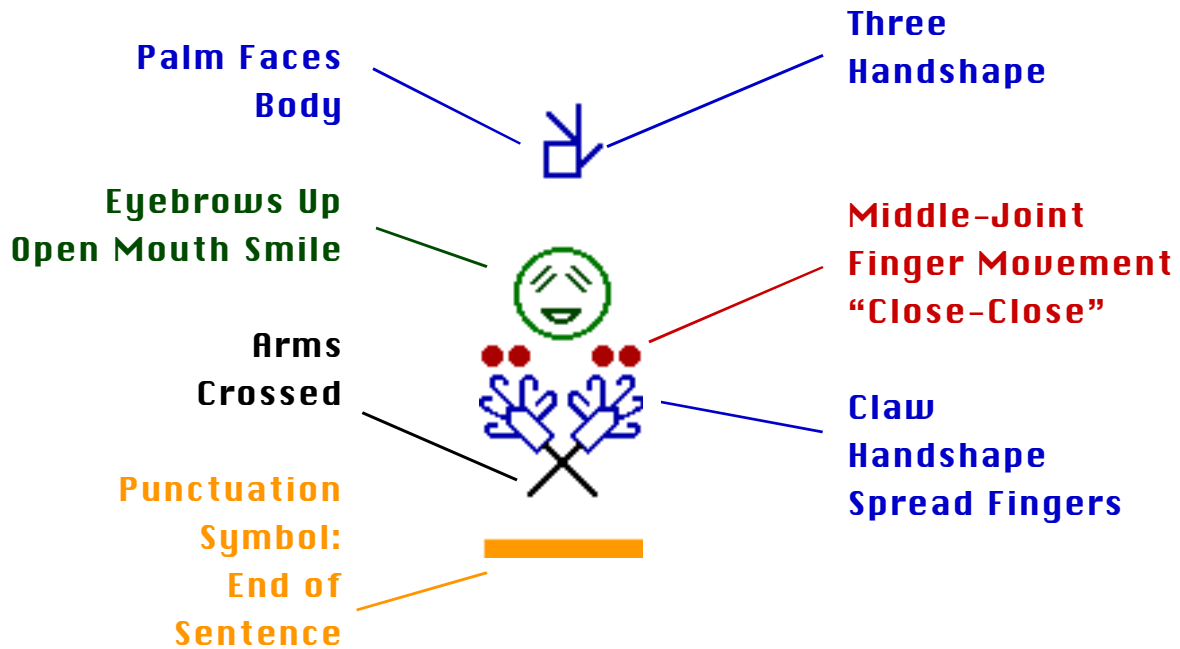 Palm Faces
Body
Three
Handshape
Eyebrows Up
Open Mouth Smile
Middle-Joint
Finger Movement
“Close-Close”
Arms
Crossed
Claw
Handshape
Spread Fingers
Punctuation
Symbol:
End of
Sentence